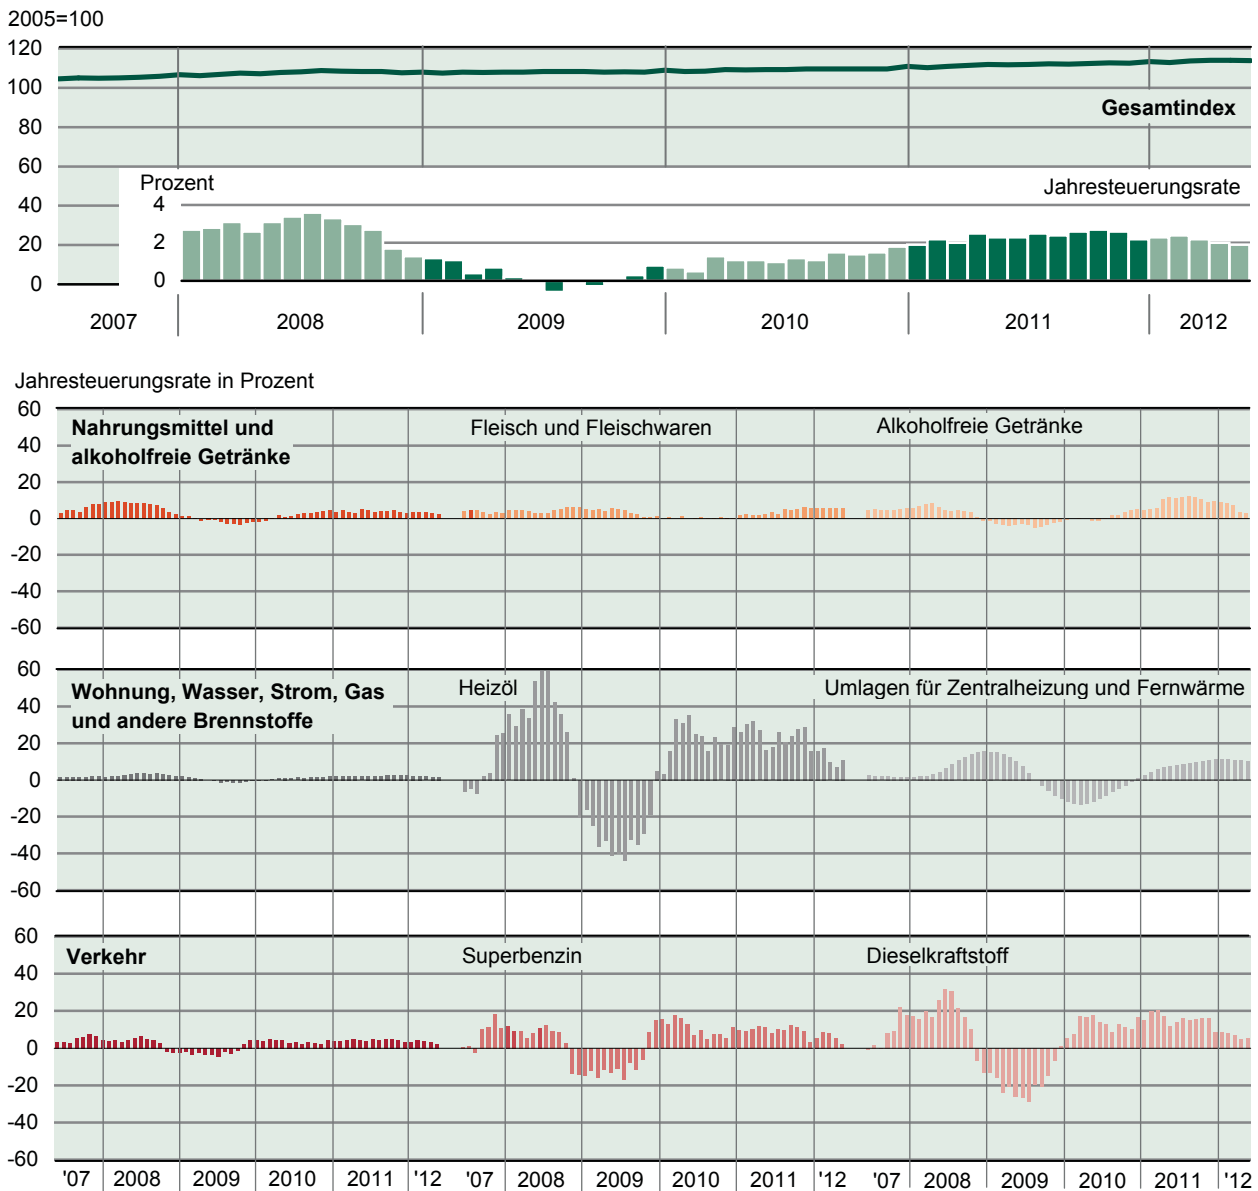 2005=100
120
100
80
60
40
20
0
Gesamtindex
Prozent
Jahresteuerungsrate
4
2
0
2007 2008 2009 2010 2011 2012
Jahresteuerungsrate in Prozent
60
40
20
0
-20
-40
-60
Nahrungsmittel und
alkoholfreie Getränke
Fleisch und Fleischwaren
Alkoholfreie Getränke
60
40
20
0
-20
-40
-60
Wohnung, Wasser, Strom, Gas
und andere Brennstoffe
Heizöl
Umlagen für Zentralheizung und Fernwärme
60
40
20
0
-20
-40
-60
Verkehr
Superbenzin
Dieselkraftstoff
'07 2008 2009 2010 2011 '12 '07 2008 2009 2010 2011 '12 '07 2008 2009 2010 2011 '12